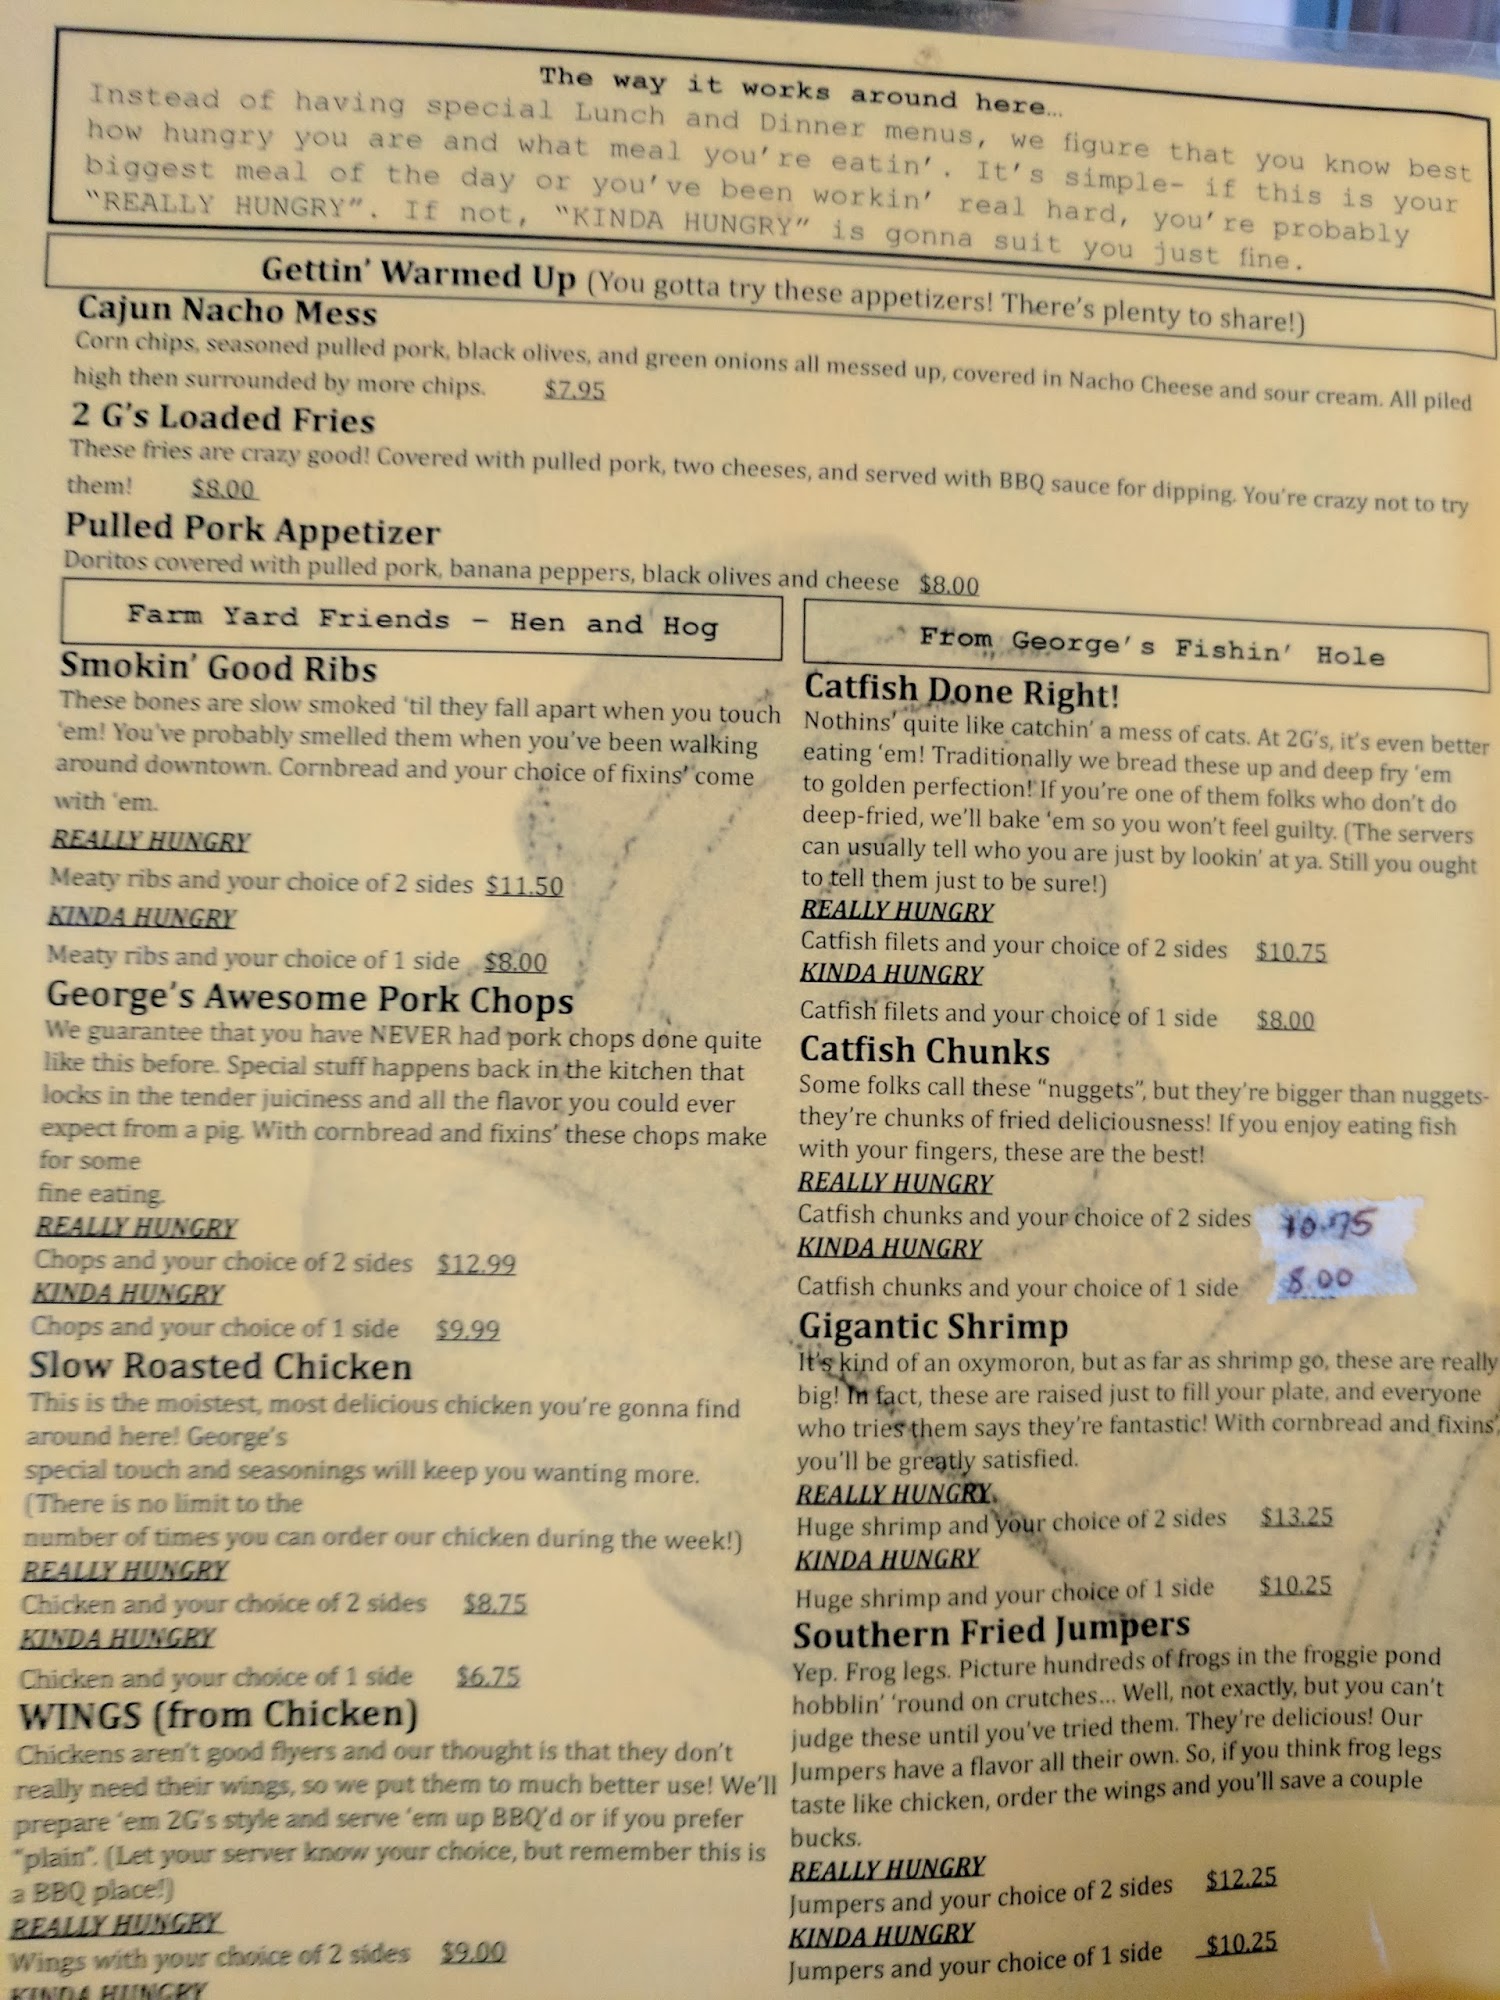 The way it works around here...
Instead of having special Lunch and Dinner menus, we figure that you know best
how hungry you are and what meal you're eatin'. It's simple- if this is your
biggest meal of the day or you've been workin' real hard, you're probably
"REALLY HUNGRY". If not, "KINDA HUNGRY" is gonna suit you just fine.
Gettin' Warmed Up (You gotta try these appetizers! There's plenty to share!)
Cajun Nacho Mess
Corn chips, seasoned pulled pork, black olives, and green onions all messed up, covered in Nacho Cheese and sour cream. All piled
high then surrounded by more chips. $7.95
2 G's Loaded Fries
These fries are crazy good! Covered with pulled pork, two cheeses, and served with BBQ sauce for dipping. You're crazy not to try
them! $8.00
Pulled Pork Appetizer
Doritos covered with pulled pork, banana peppers, black olives and cheese $8.00
Farm Yard Friends - Hen and Hog
Smokin' Good Ribs
These bones are slow smoked 'til they fall apart when you touch
'em! You've probably smelled them when you've been walking
around downtown. Cornbread and your choice of fixins' come
with 'em.
REALLY HUNGRY
Meaty ribs and your choice of 2 sides $11.50
KINDA HUNGRY
Meaty ribs and your choice of 1 side $8.00
George's Awesome Pork Chops
We guarantee that you have NEVER had pork chops done quite
like this before. Special stuff happens back in the kitchen that
locks in the tender juiciness and all the flavor you could ever
expect from a pig. With cornbread and fixins' these chops make
for some
fine eating.
REALLY HUNGRY
Chops and your choice of 2 sides $12.99
KINDA HUNGRY
Chops and your choice of 1 side $9.99
Slow Roasted Chicken
This is the moistest, most delicious chicken you're gonna find
around here! George's
special touch and seasonings will keep you wanting more.
(There is no limit to the
number of times you can order our chicken during the week!)
REALLY HUNGRY
Chicken and your choice of 2 sides $8.75
KINDA HUNGRY
Chicken and your choice of 1 side $6.75
WINGS (from Chicken)
Chickens aren't good flyers and our thought is that they don't
really need their wings, so we put them to much better use! We'll
prepare 'em 2G's style and serve 'em up BBQ'd or if you prefer
"plain". (Let your server know your choice, but remember this is
a BBQ place!)
REALLY HUNGRY
Wings with your choice of 2 sides $9.00
KINDA HUNGRY
From George's Fishin' Hole
Catfish Done Right!
Nothins' quite like catchin' a mess of cats. At 2G's, it's even better
eating 'em! Traditionally we bread these up and deep fry 'em
to golden perfection! If you're one of them folks who don't do
deep-fried, we'll bake 'em so you won't feel guilty. (The servers
can usually tell who you are just by lookin' at ya. Still you ought
to tell them just to be sure!)
REALLY HUNGRY
Catfish filets and your choice of 2 sides $10.75
KINDA HUNGRY
Catfish filets and your choice of 1 side $8.00
Catfish Chunks
Some folks call these "nuggets", but they're bigger than nuggets-
they're chunks of fried deliciousness! If you enjoy eating fish
with your fingers, these are the best!
REALLY HUNGRY
Catfish chunks and your choice of 2 sides 10.75
KINDA HUNGRY
Catfish chunks and your choice of 1 side 8.00
Gigantic Shrimp
It's kind of an oxymoron, but as far as shrimp go, these are really
big! In fact, these are raised just to fill your plate, and everyone
who tries them says they're fantastic! With cornbread and fixins',
you'll be greatly satisfied.
REALLY HUNGRY
Huge shrimp and your choice of 2 sides $13.25
KINDA HUNGRY
Huge shrimp and your choice of 1 side $10.25
Southern Fried Jumpers
Yep. Frog legs. Picture hundreds of frogs in the froggie pond
hobblin' 'round on crutches... Well, not exactly, but you can't
judge these until you've tried them. They're delicious! Our
Jumpers have a flavor all their own. So, if you think frog legs
taste like chicken, order the wings and you'll save a couple
bucks.
REALLY HUNGRY
Jumpers and your choice of 2 sides $12.25
KINDA HUNGRY
Jumpers and your choice of 1 side $10.25